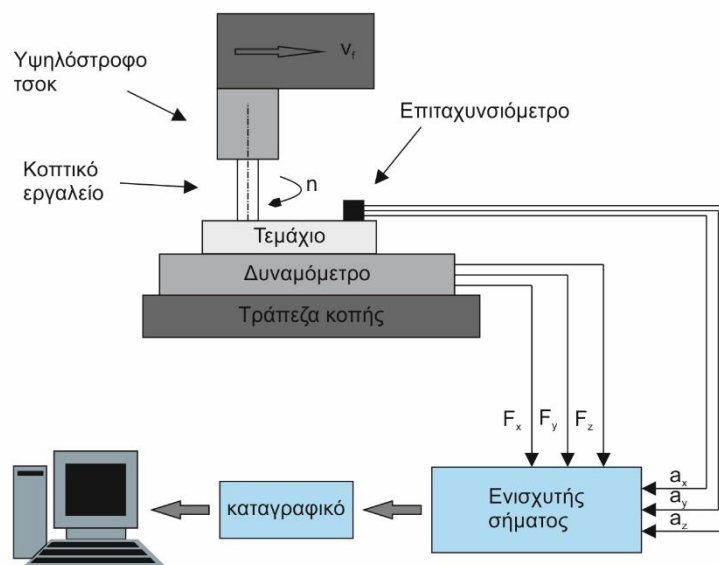 v_f
Υψηλόστροφο
τσοκ
Επιταχυνσιόμετρο
Κοπτικό
εργαλείο
n
Τεμάχιο
Δυναμόμετρο
Τράπεζα κοπής
F_x F_y F_z
a_x
a_y
a_z
Ενισχυτής
σήματος
καταγραφικό